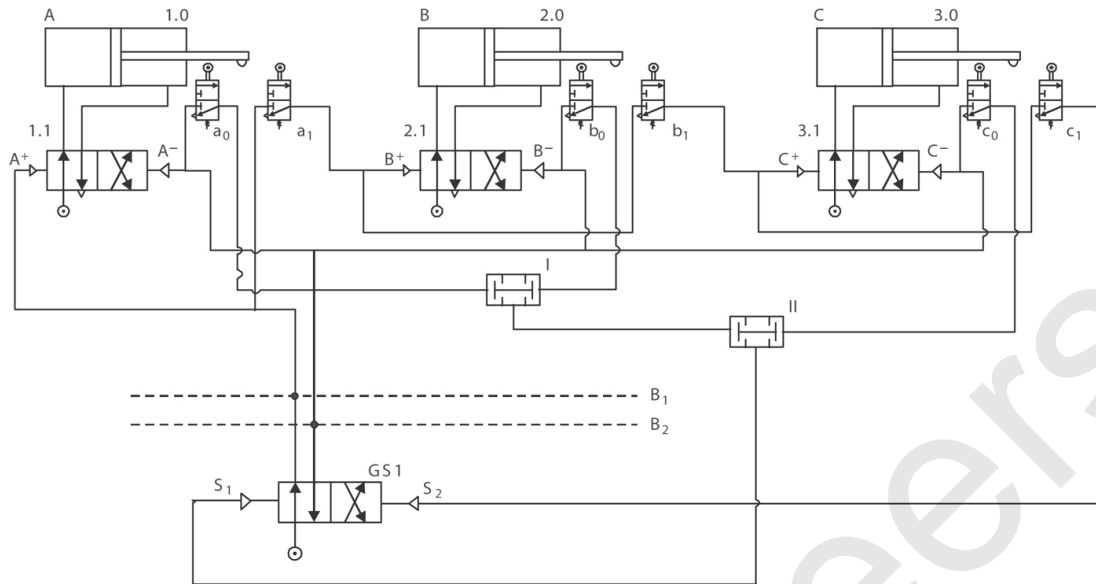 A 1.0 B 2.0 C 3.0
a0 a1 b0 b1 c0 c1
1.1 2.1 3.1
A+ A− B+ B− C+ C−
I
II
B1
B2
GS1
S1 S2
eers